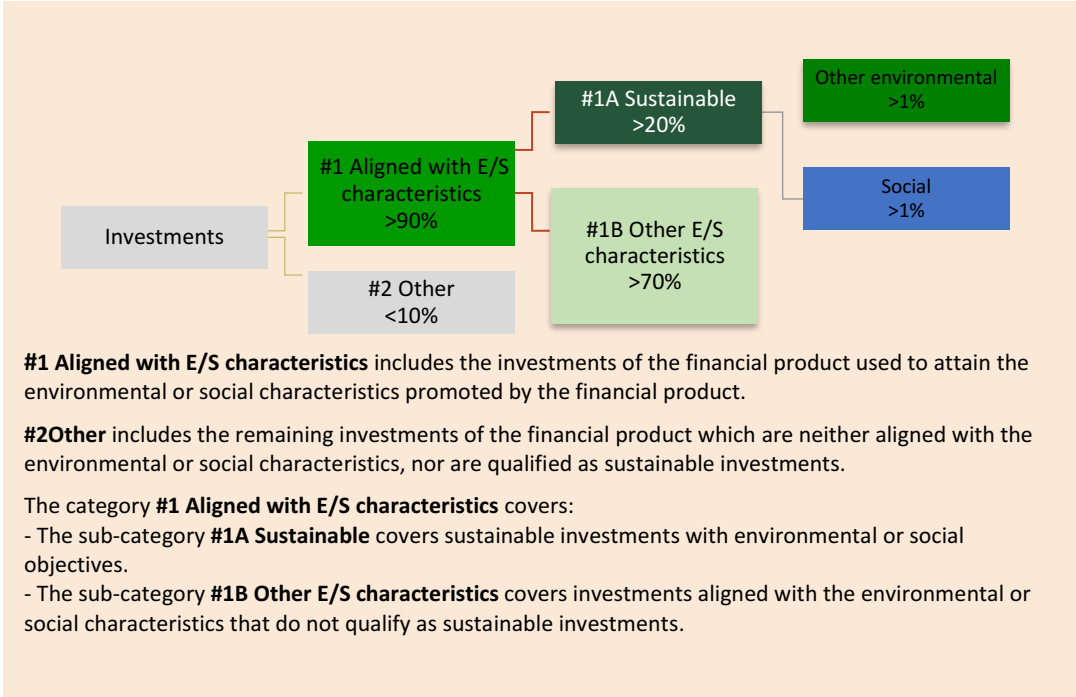 Investments
#1 Aligned with E/S
characteristics
>90%
#2 Other
<10%
#1A Sustainable
>20%
#1B Other E/S
characteristics
>70%
Other environmental
>1%
Social
>1%
#1 Aligned with E/S characteristics includes the investments of the financial product used to attain the
environmental or social characteristics promoted by the financial product.
#2Other includes the remaining investments of the financial product which are neither aligned with the
environmental or social characteristics, nor are qualified as sustainable investments.
The category #1 Aligned with E/S characteristics covers:
- The sub-category #1A Sustainable covers sustainable investments with environmental or social
objectives.
- The sub-category #1B Other E/S characteristics covers investments aligned with the environmental or
social characteristics that do not qualify as sustainable investments.